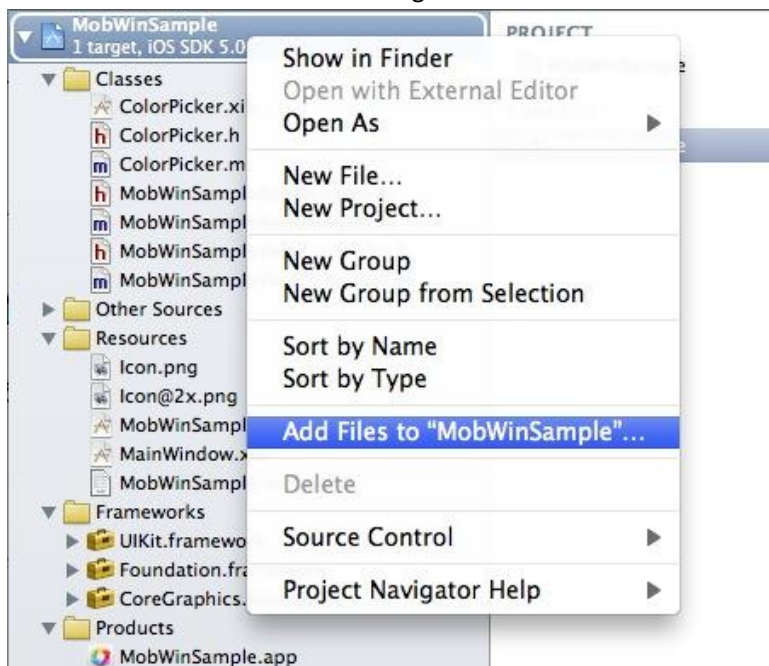 MobWinSample
1 target, iOS SDK 5.0
PROJECT
Classes
ColorPicker.xi
ColorPicker.h
ColorPicker.m
MobWinSampl
MobWinSampl
MobWinSampl
MobWinSampl
Other Sources
Resources
Icon.png
Icon@2x.png
MobWinSampl
MainWindow.x
MobWinSampl
Frameworks
UIKit.framewo
Foundation.fra
CoreGraphics.
Products
MobWinSample.app
Show in Finder
Open with External Editor
Open As
New File...
New Project...
New Group
New Group from Selection
Sort by Name
Sort by Type
Add Files to “MobWinSample”...
Delete
Source Control
Project Navigator Help